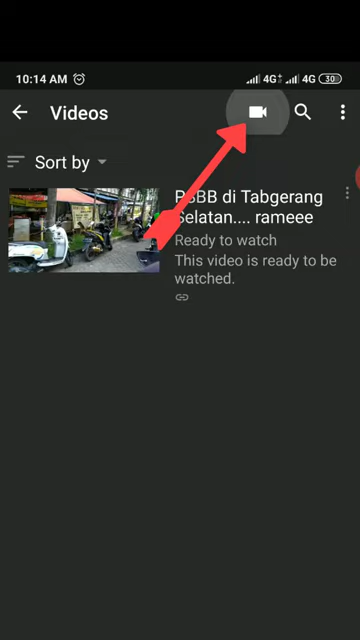 10:14 AM 4G+ 4G 30
Videos
Sort by
PSBB di Tabgerang
Selatan.... rameee
Ready to watch
This video is ready to be
watched.